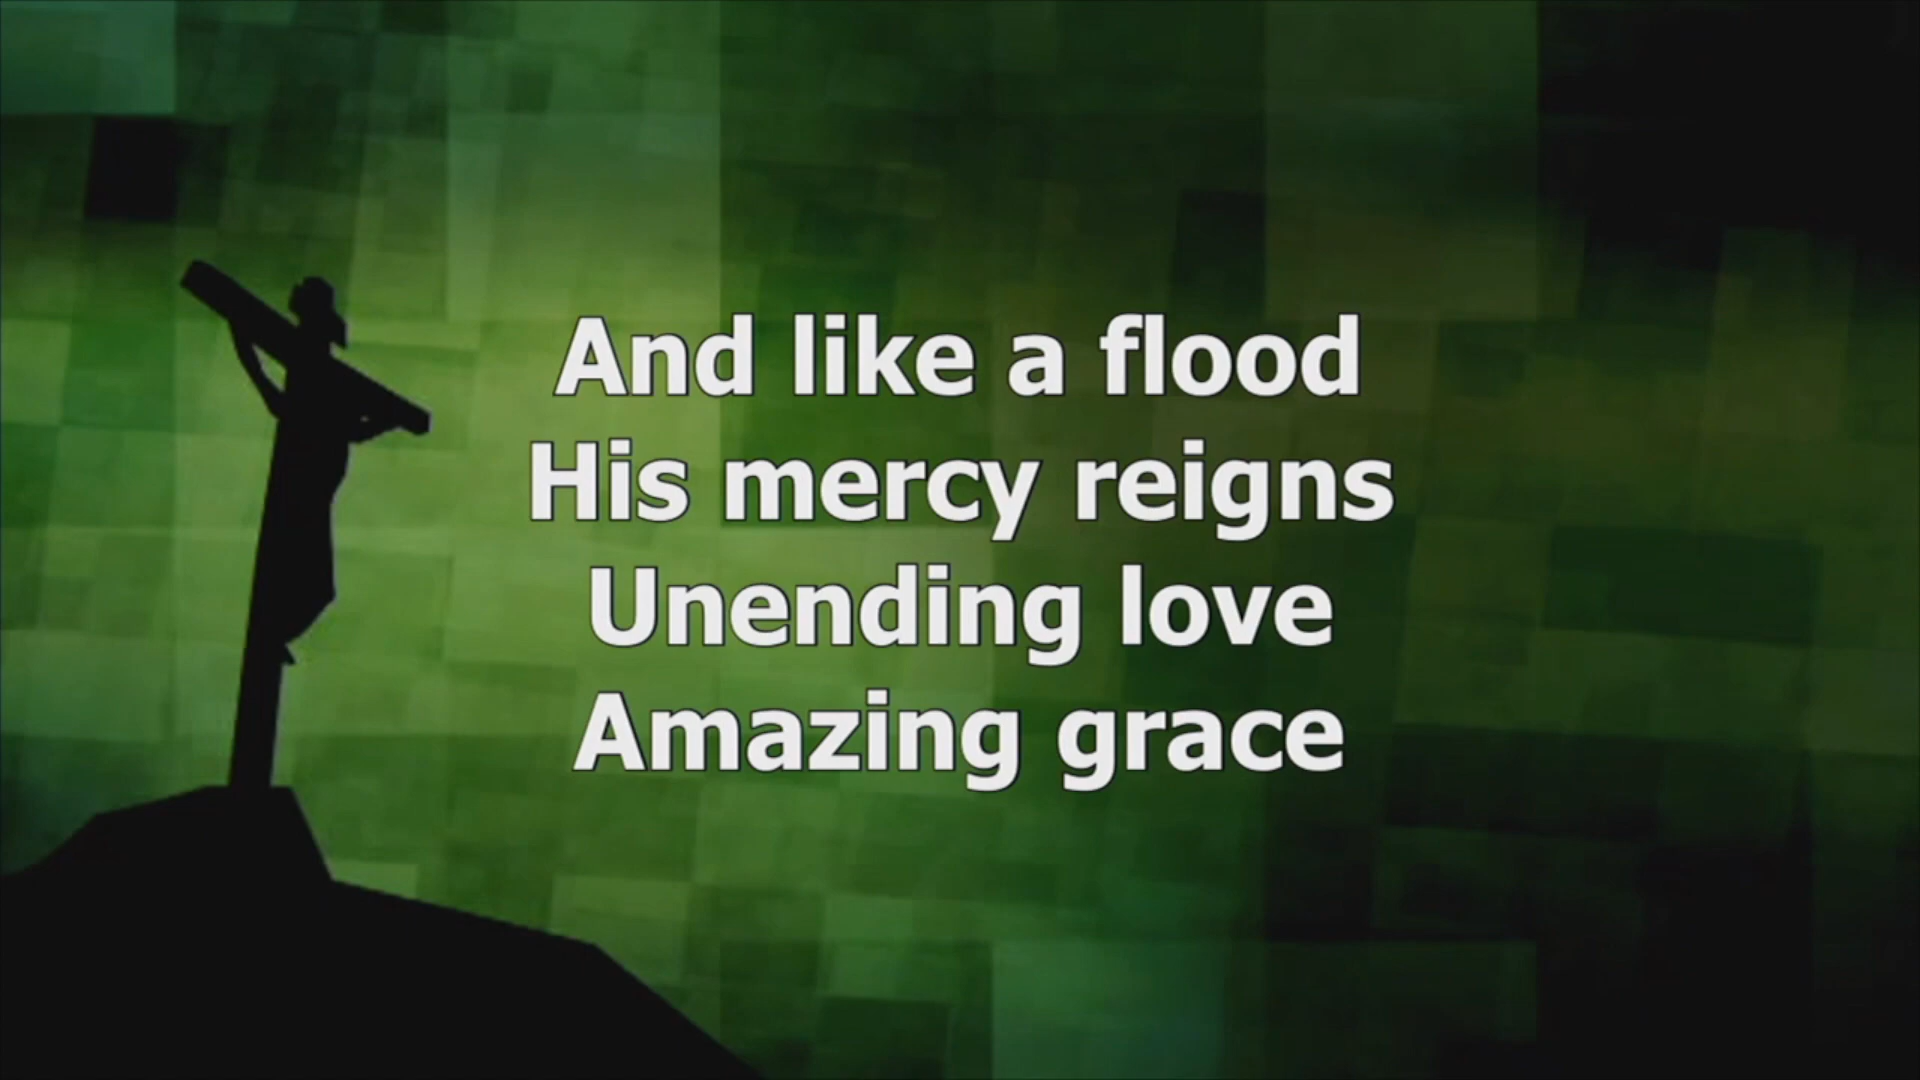 And like a flood
His mercy reigns
Unending love
Amazing grace